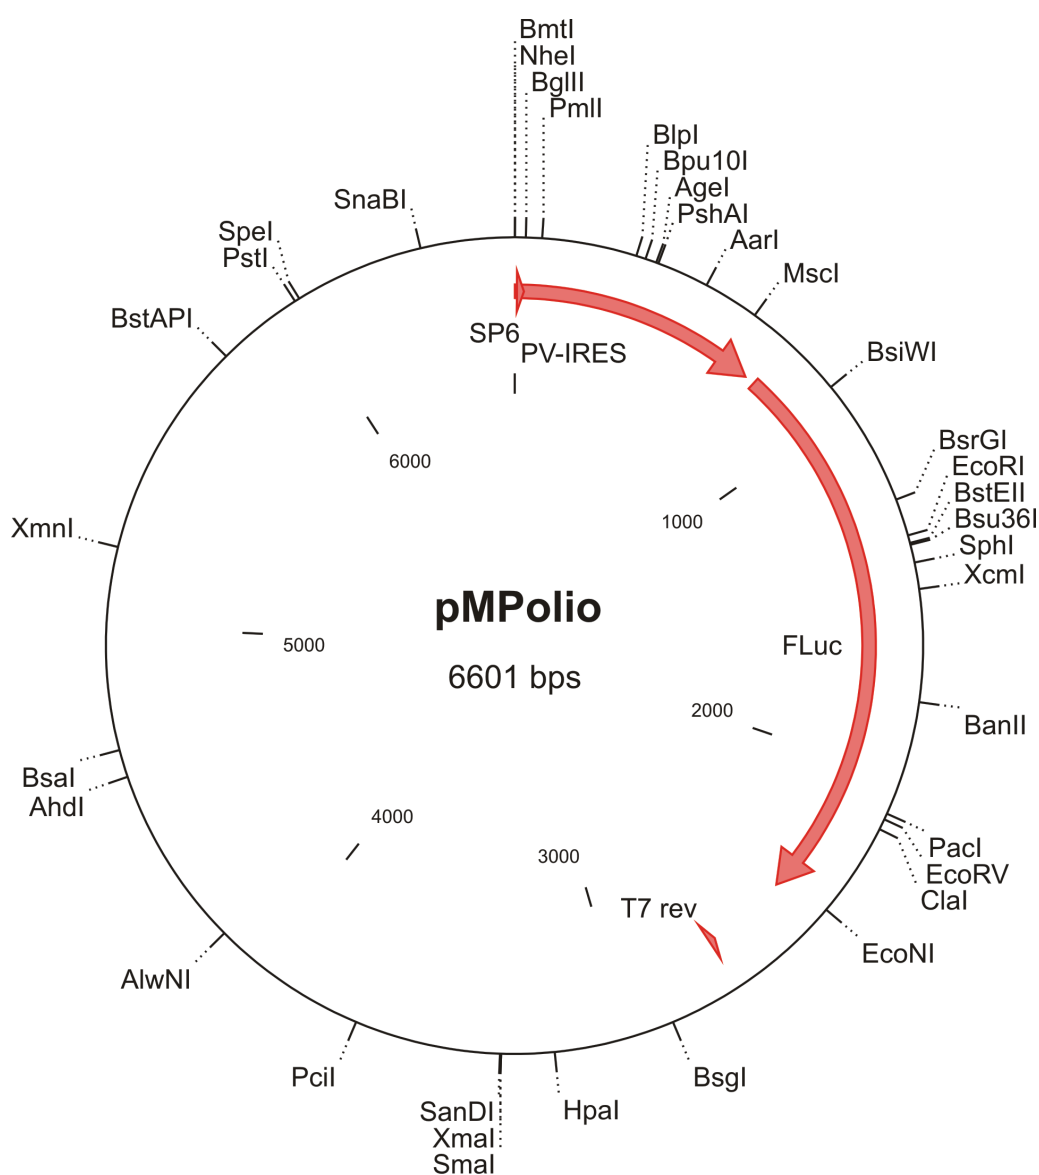 BmtI
NheI
BglII
PmlI
BlpI
Bpu10I
AgeI
PshAI
AarI
MscI
BsiWI
BsrGI
EcoRI
BstEII
Bsu36I
SphI
XcmI
BanII
PacI
EcoRV
ClaI
EcoNI
BsgI
HpaI
SanDI
XmaI
SmaI
PciI
AlwNI
AhdI
BsaI
XmnI
BstAPI
PstI
SpeI
SnaBI
SP6
PV-IRES
FLuc
T7 rev
1000
2000
3000
4000
5000
6000
pMPolio
6601 bps